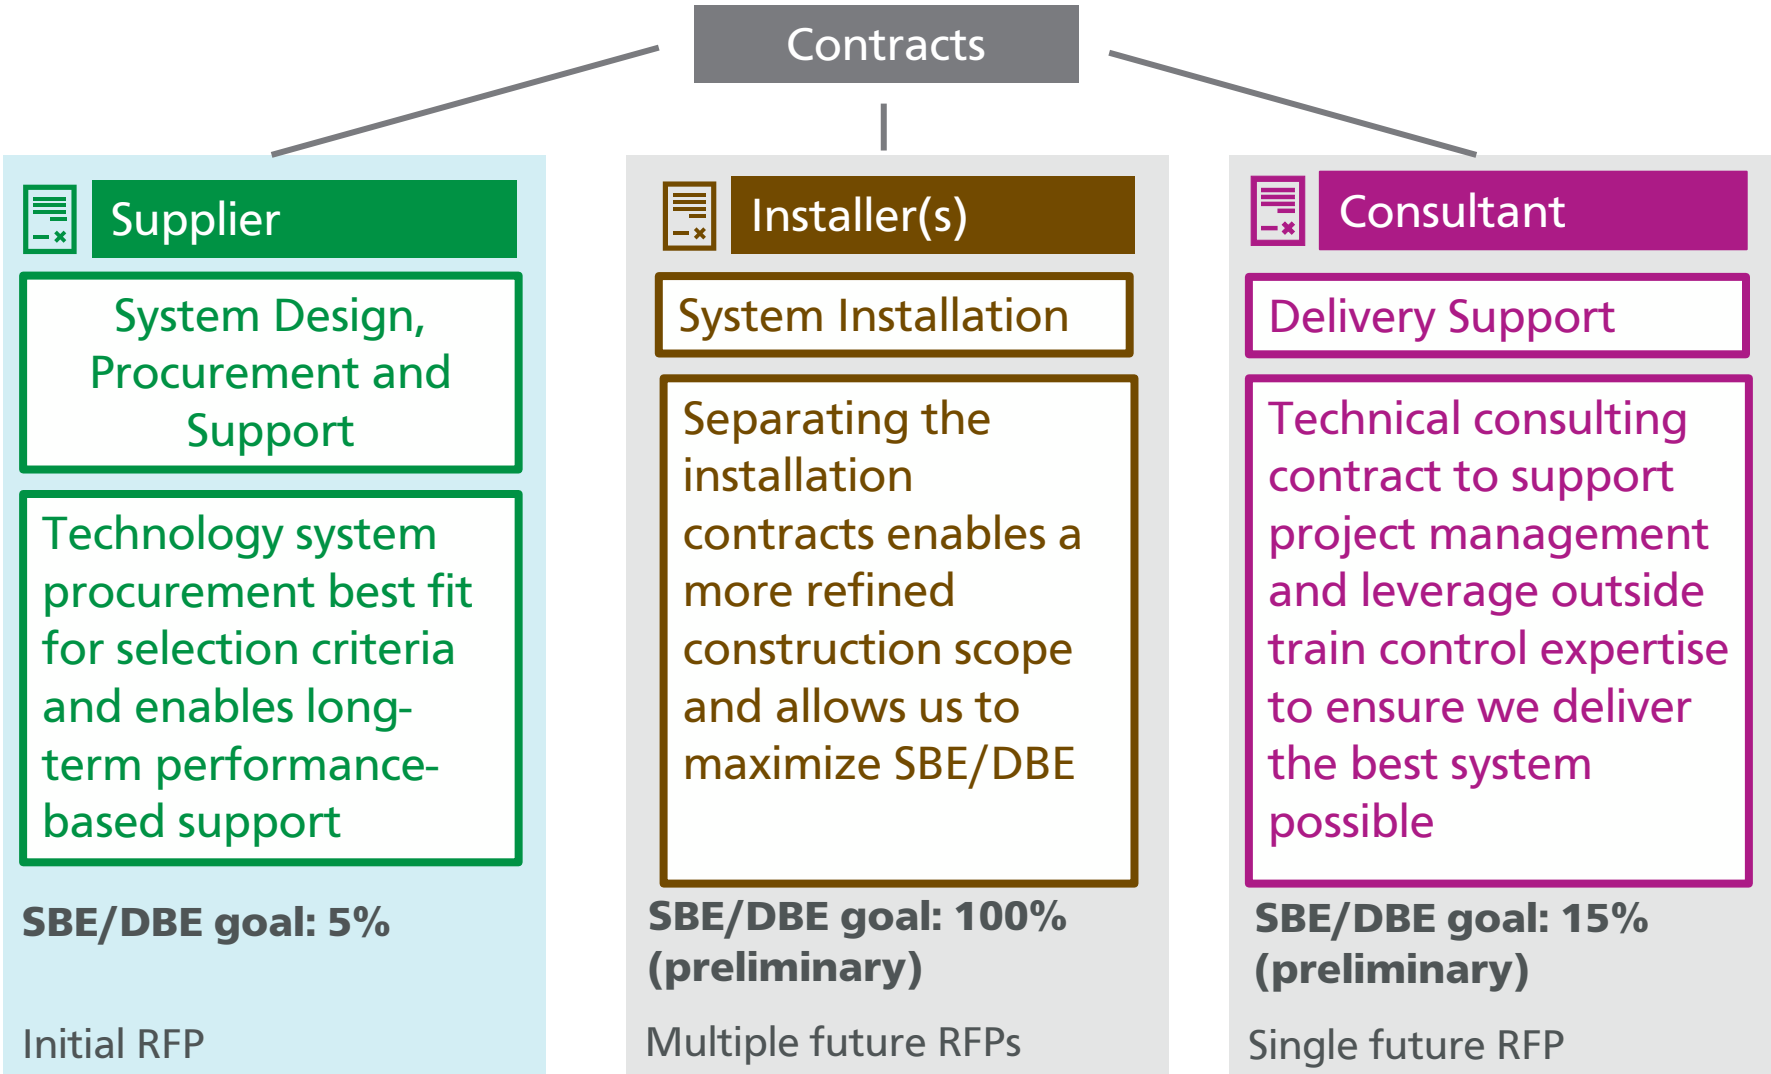 Contracts
Supplier
System Design,
Procurement and
Support
Technology system
procurement best fit
for selection criteria
and enables long-
term performance-
based support
SBE/DBE goal: 5%
Initial RFP
Installer(s)
System Installation
Separating the
installation
contracts enables a
more refined
construction scope
and allows us to
maximize SBE/DBE
SBE/DBE goal: 100%
(preliminary)
Multiple future RFPs
Consultant
Delivery Support
Technical consulting
contract to support
project management
and leverage outside
train control expertise
to ensure we deliver
the best system
possible
SBE/DBE goal: 15%
(preliminary)
Single future RFP